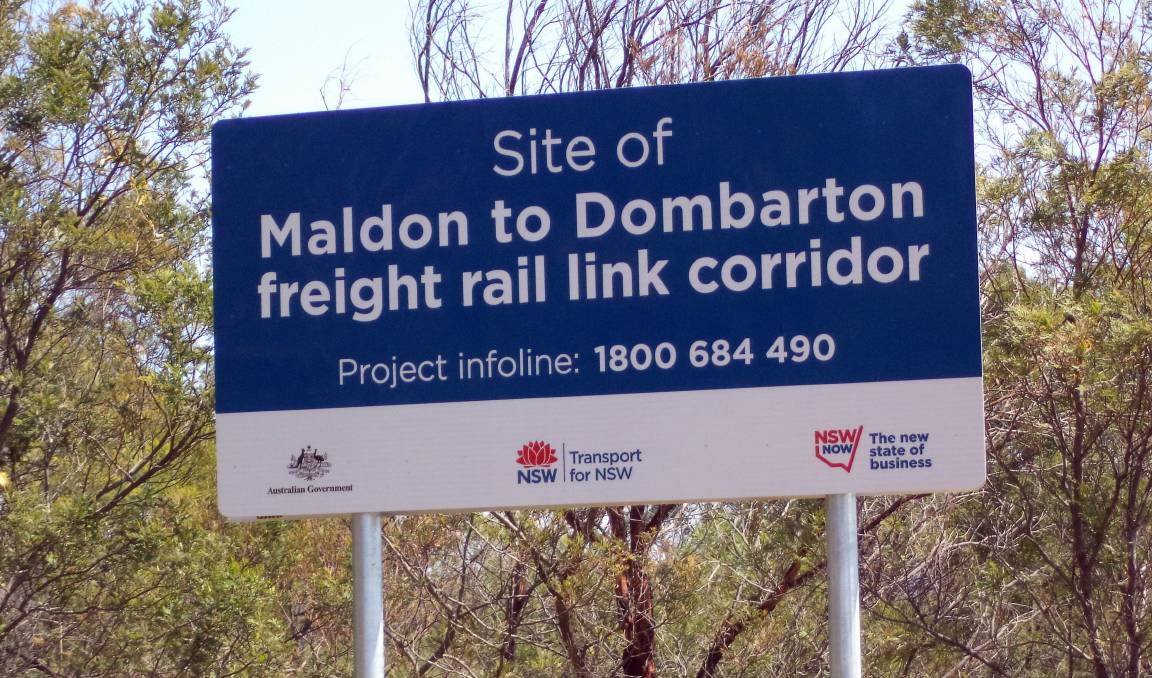 Site of
Maldon to Dombarton
freight rail link corridor
Project infoline: 1800 684 490
Australian Government
NSW
Transport
for NSW
NSW
NOW
The new
state of
business